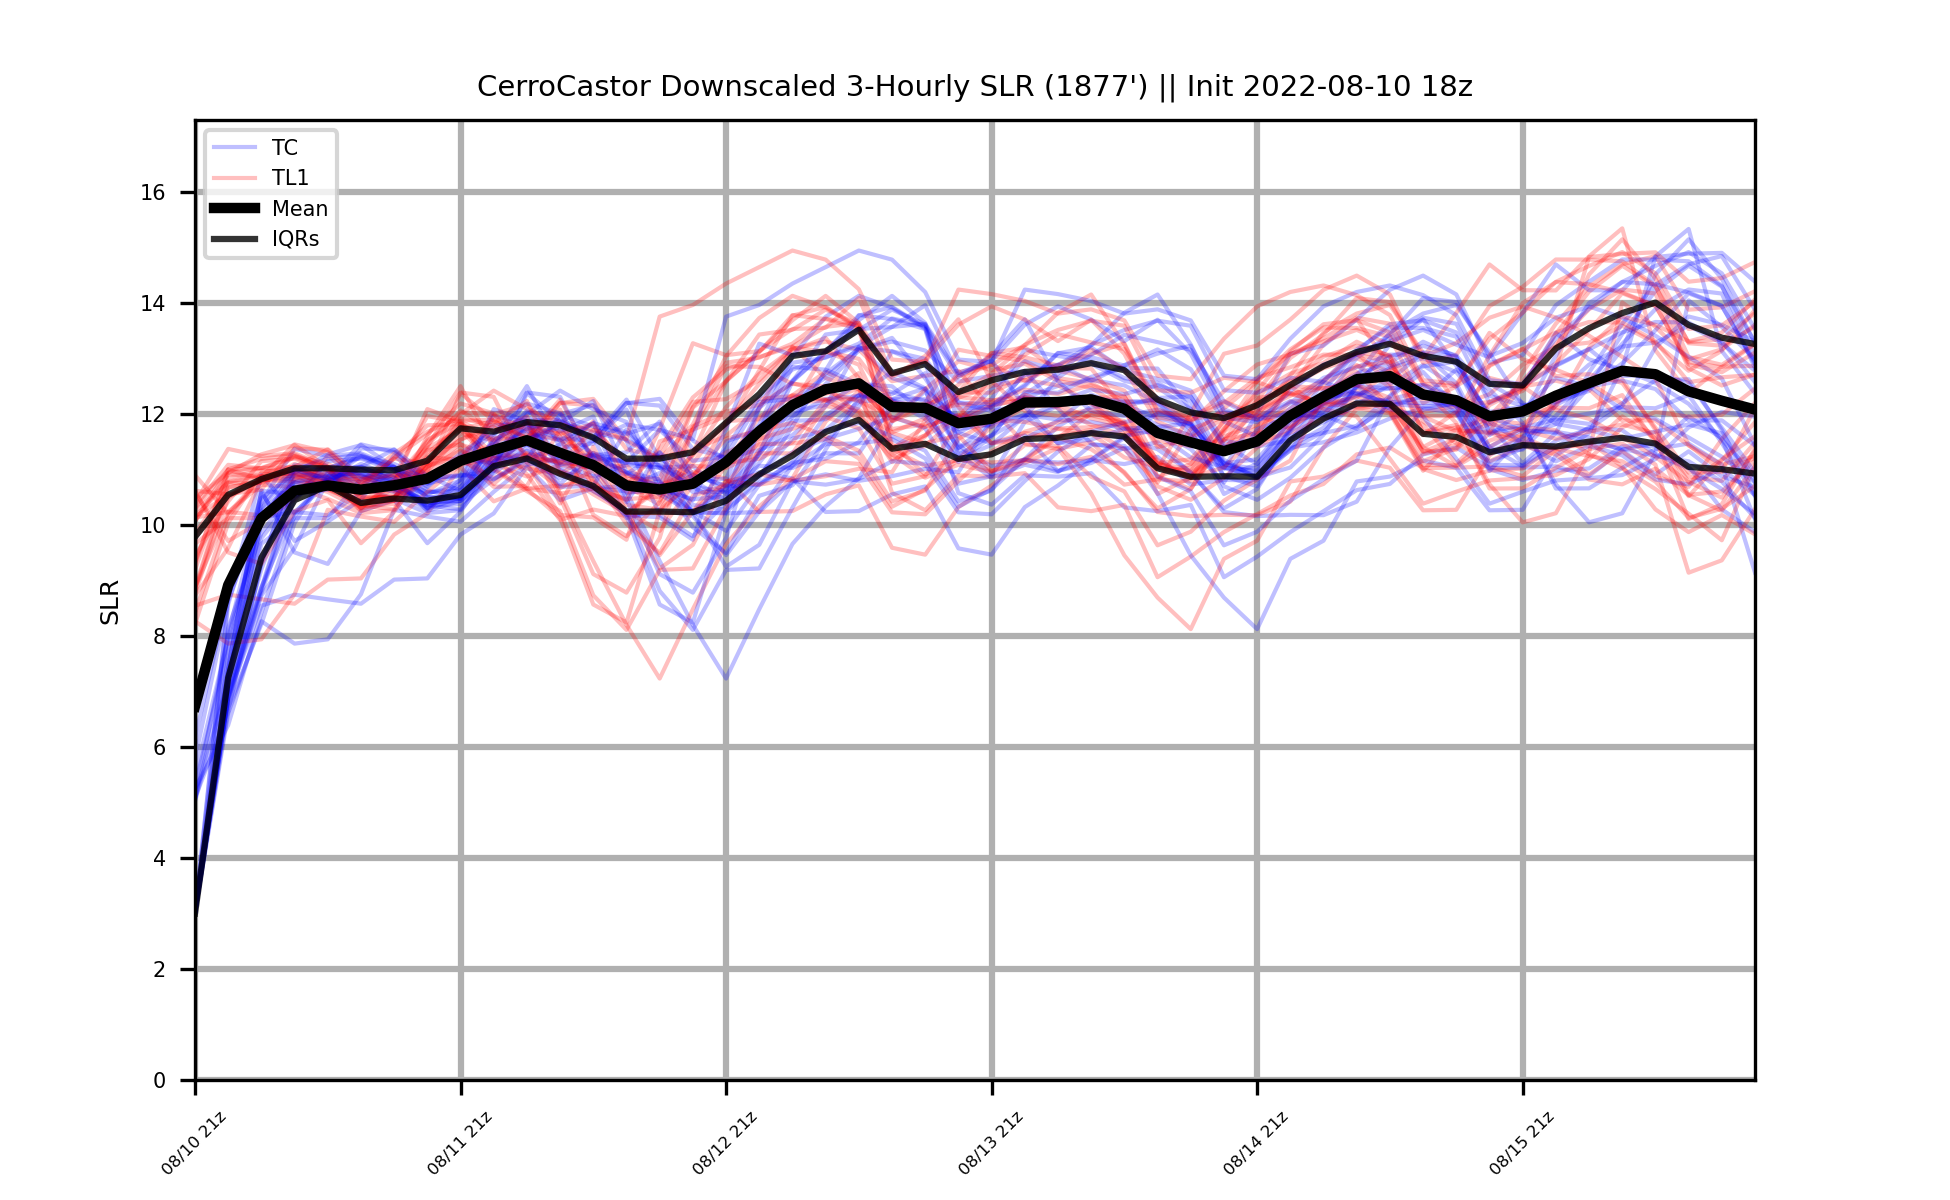 CerroCastor Downscaled 3-Hourly SLR (1877') || Init 2022-08-10 18z
TC
TL1
Mean
IQRs
SLR
16
14
12
10
8
6
4
2
0
08/10 21z
08/11 21z
08/12 21z
08/13 21z
08/14 21z
08/15 21z